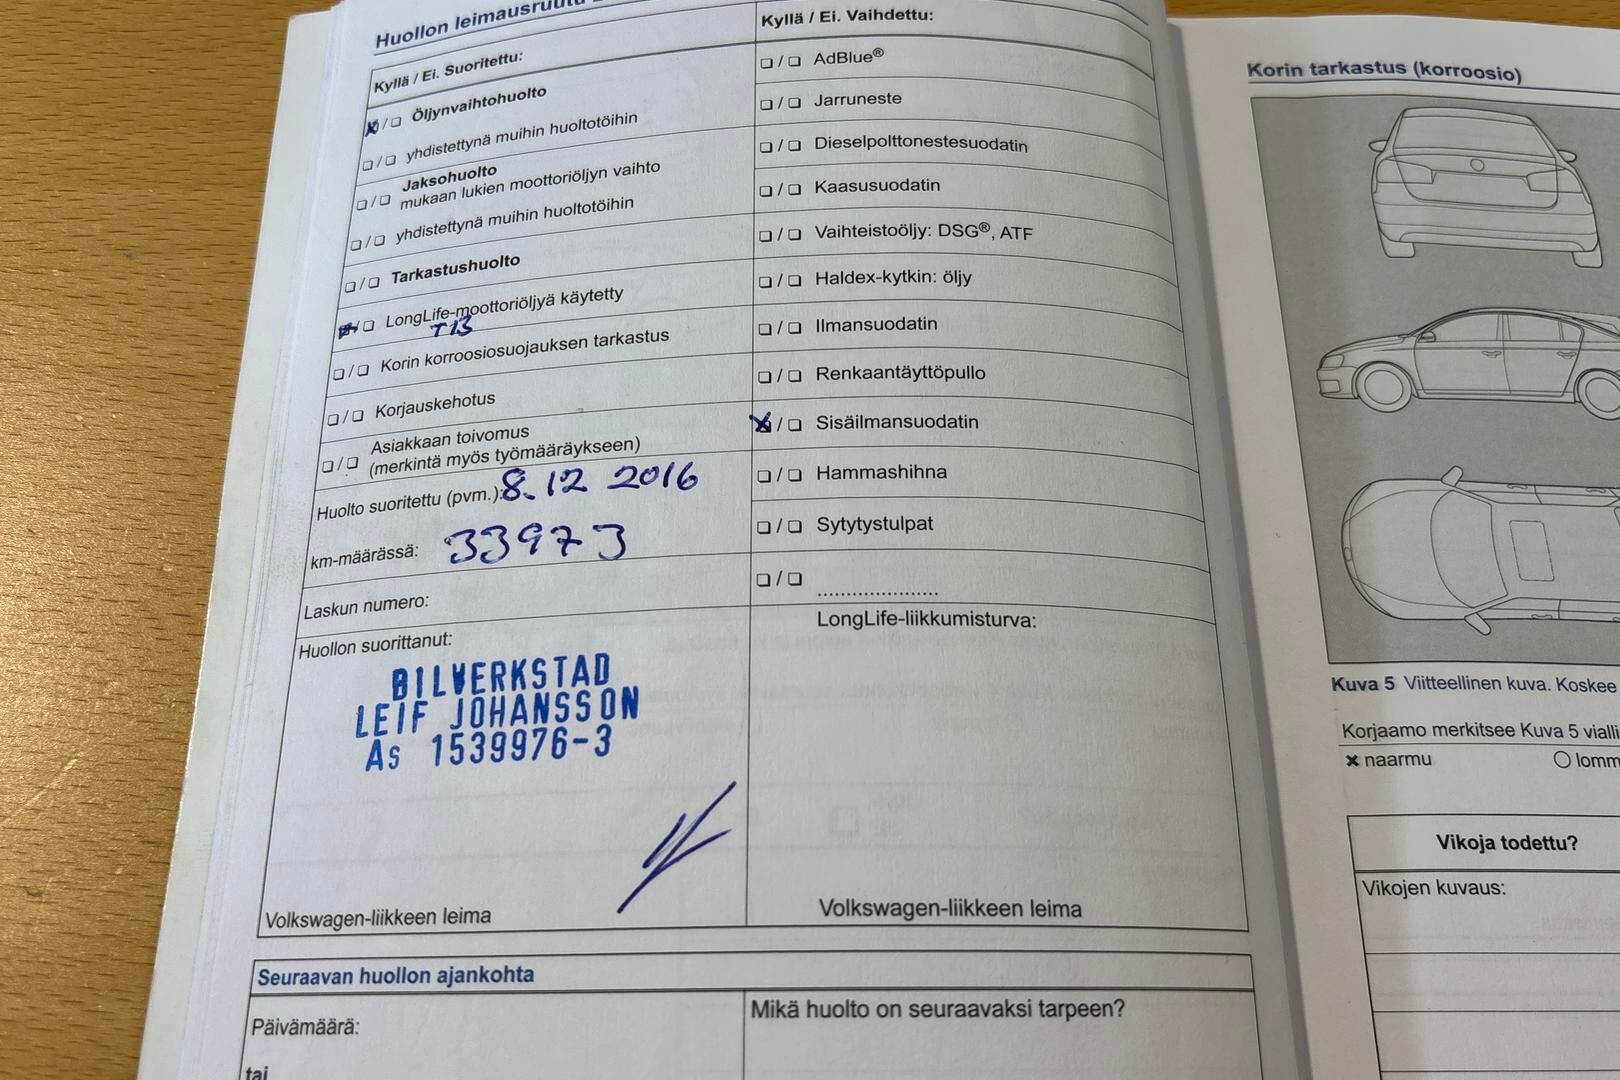 Huollon leimausruutu
Kyllä / Ei. Suoritettu:
/ Öljynvaihtohuolto
/ yhdistettynä muihin huoltotöihin
/ Jaksohuolto
mukaan lukien moottoriöljyn vaihto
/ yhdistettynä muihin huoltotöihin
/ Tarkastushuolto
/ LongLife-moottoriöljyä käytetty
T13
/ Korin korroosiosuojauksen tarkastus
/ Korjauskehotus
/ Asiakkaan toivomus
(merkintä myös työmääräykseen)
Huolto suoritettu (pvm.): 8.12 2016
km-määrässä: 33973
Laskun numero:
Huollon suorittanut:
BILVERKSTAD
LEIF JOHANSSON
As 1539976-3
Volkswagen-liikkeen leima
Kyllä / Ei. Vaihdettu:
/ AdBlue®
/ Jarruneste
/ Dieselpolttonestesuodatin
/ Kaasusuodatin
/ Vaihteistoöljy: DSG®, ATF
/ Haldex-kytkin: öljy
/ Ilmansuodatin
/ Renkaantäyttöpullo
/ Sisäilmansuodatin
/ Hammashihna
/ Sytytystulpat
/ ......................
LongLife-liikkumisturva:
Volkswagen-liikkeen leima
Seuraavan huollon ajankohta
Päivämäärä:
tai
Mikä huolto on seuraavaksi tarpeen?
Korin tarkastus (korroosio)
Kuva 5 Viitteellinen kuva. Koskee
Korjaamo merkitsee Kuva 5 vialli
naarmu lomm
Vikoja todettu?
Vikojen kuvaus: